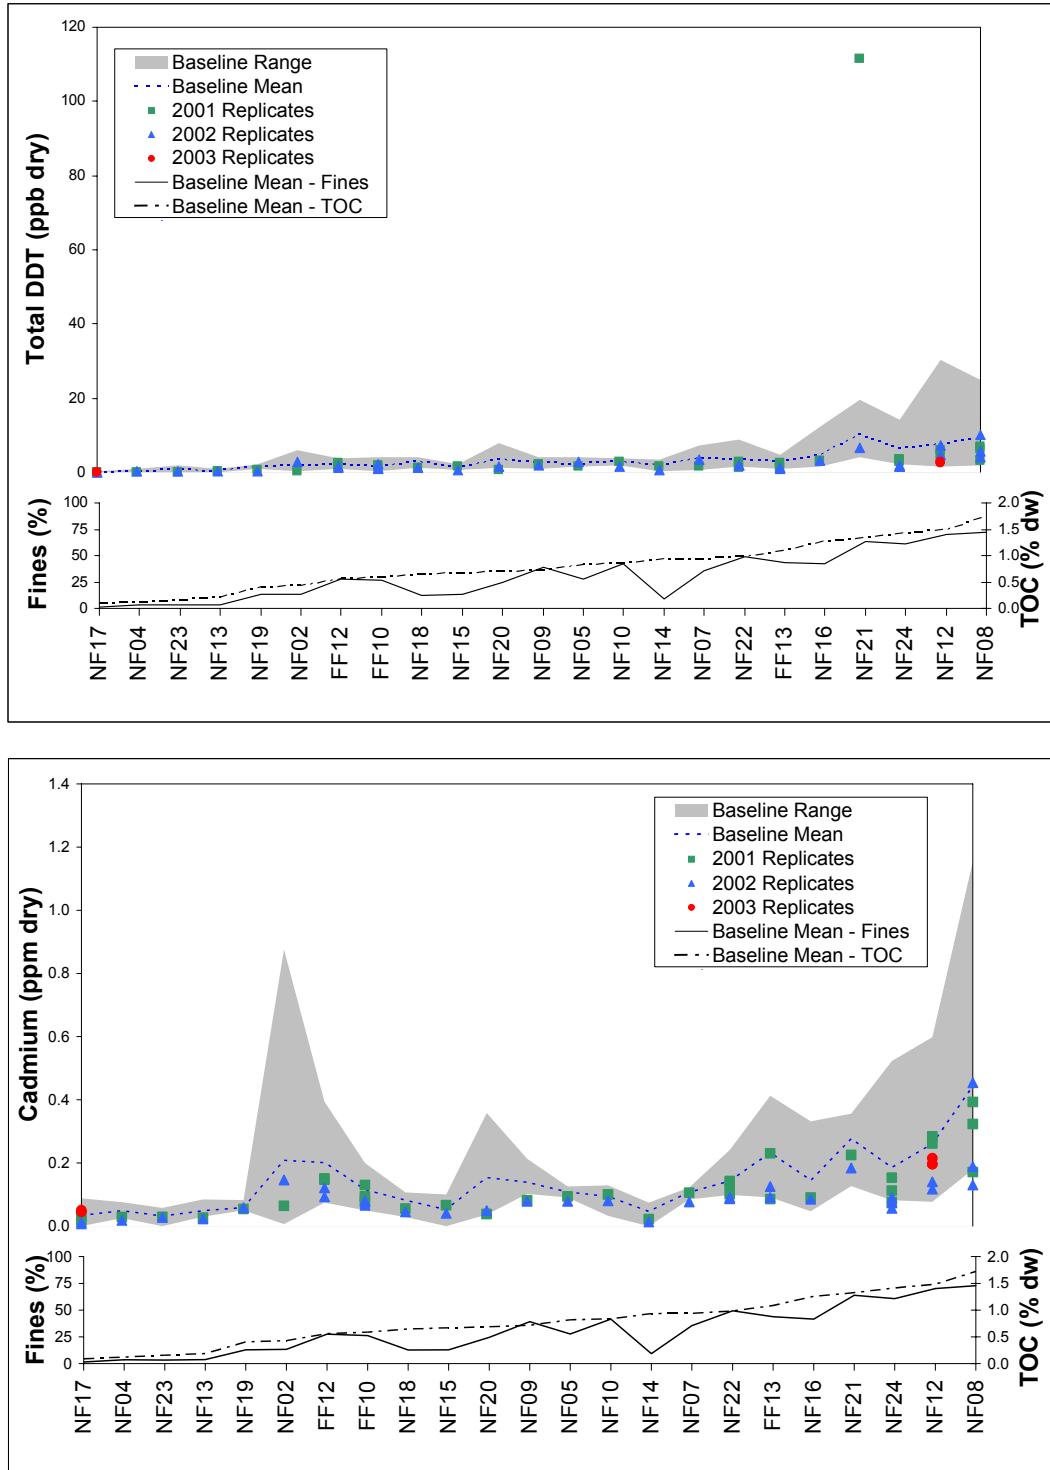 120
100
80
60
40
20
0
Total DDT (ppb dry)
Baseline Range
Baseline Mean
2001 Replicates
2002 Replicates
2003 Replicates
Baseline Mean - Fines
Baseline Mean - TOC
100
75
50
25
0
Fines (%)
2.0
1.5
1.0
0.5
0.0
TOC (% dw)
NF17
NF04
NF23
NF13
NF19
NF02
FF12
FF10
NF18
NF15
NF20
NF09
NF05
NF10
NF14
NF07
NF22
FF13
NF16
NF21
NF24
NF12
NF08
1.4
1.2
1.0
0.8
0.6
0.4
0.2
0.0
Cadmium (ppm dry)
Baseline Range
Baseline Mean
2001 Replicates
2002 Replicates
2003 Replicates
Baseline Mean - Fines
Baseline Mean - TOC
100
75
50
25
0
Fines (%)
2.0
1.5
1.0
0.5
0.0
TOC (% dw)
NF17
NF04
NF23
NF13
NF19
NF02
FF12
FF10
NF18
NF15
NF20
NF09
NF05
NF10
NF14
NF07
NF22
FF13
NF16
NF21
NF24
NF12
NF08